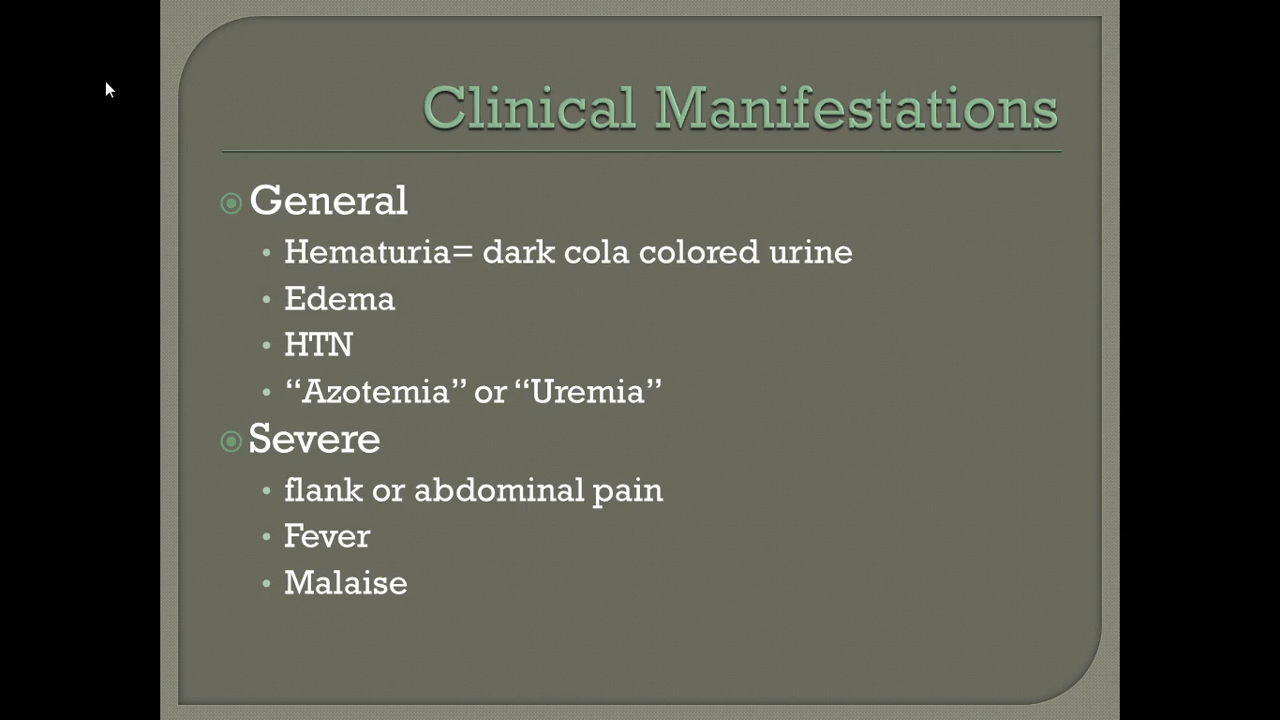 Clinical Manifestations
General
• Hematuria= dark cola colored urine
• Edema
• HTN
• “Azotemia” or “Uremia”
Severe
• flank or abdominal pain
• Fever
• Malaise